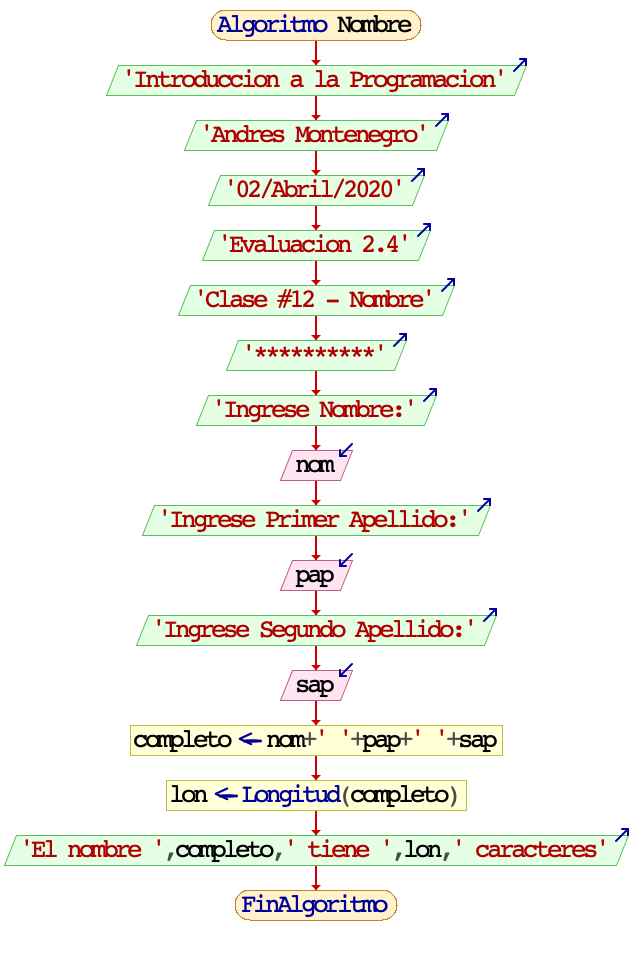 Algoritmo Nombre
'Introduccion a la Programacion'
'Andres Montenegro'
'02/Abril/2020'
'Evaluacion 2.4'
'Clase #12 - Nombre'
'**********'
'Ingrese Nombre:'
nom
'Ingrese Primer Apellido:'
pap
'Ingrese Segundo Apellido:'
sap
completo ← nom+' '+pap+' '+sap
lon ← Longitud(completo)
'El nombre ',completo,' tiene ',lon,' caracteres'
FinAlgoritmo